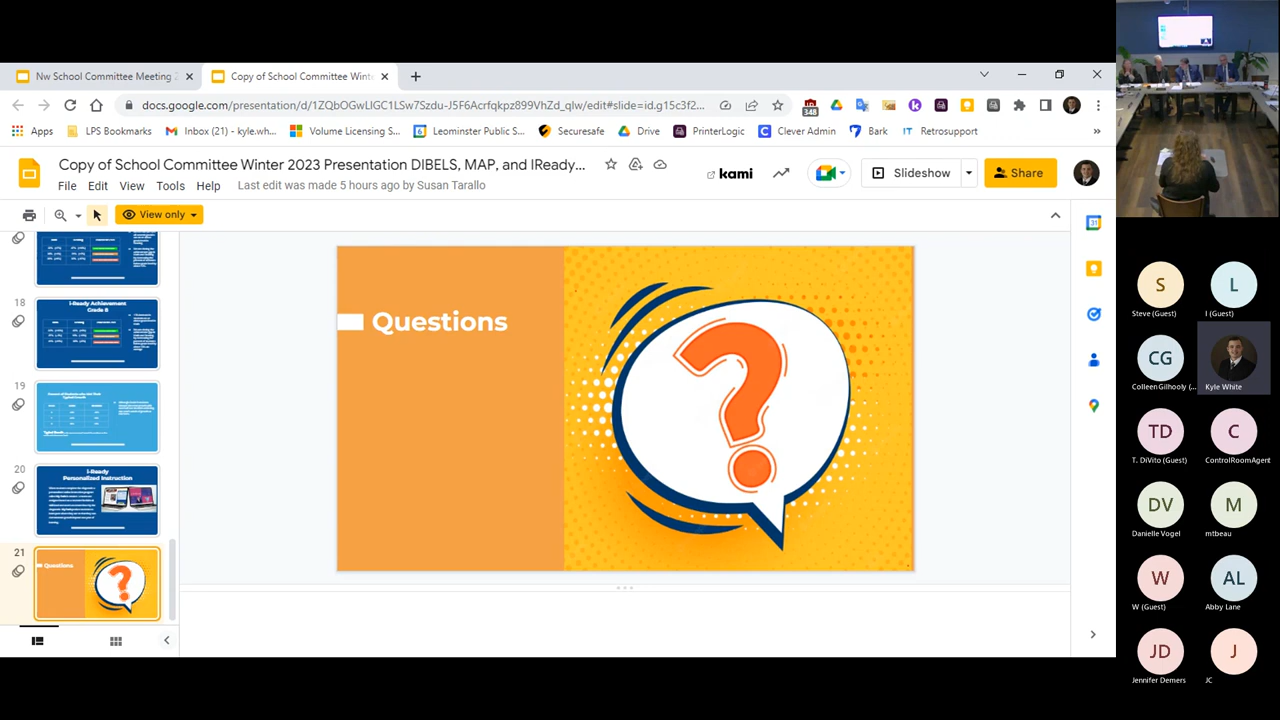 Nw School Committee Meeting
Copy of School Committee Wint
docs.google.com/presentation/d/1ZQbOGwLIGC1LSw7Szdu-J5F6Acrfqkpz899VhZd_qlw/edit#slide=id.g15c3f2...
348
Apps
LPS Bookmarks
Inbox (21) - kyle.wh...
Volume Licensing S...
Leominster Public S...
Securesafe
Drive
PrinterLogic
Clever Admin
Bark
IT
Retrosupport
Copy of School Committee Winter 2023 Presentation DIBELS, MAP, and IReady...
kami
Slideshow
Share
File
Edit
View
Tools
Help
Last edit was made 5 hours ago by Susan Tarallo
View only
18
i-Ready Achievement
Grade 8
19
20
i-Ready
Personalized Instruction
21
Questions
?
Questions
?
31
S
Steve (Guest)
I
I (Guest)
CG
Colleen Gilhooly (...
Kyle White
TD
T. DiVito (Guest)
C
ControlRoomAgent
DV
Danielle Vogel
M
mtbeau
W
W (Guest)
AL
Abby Lane
JD
Jennifer Demers
J
JC